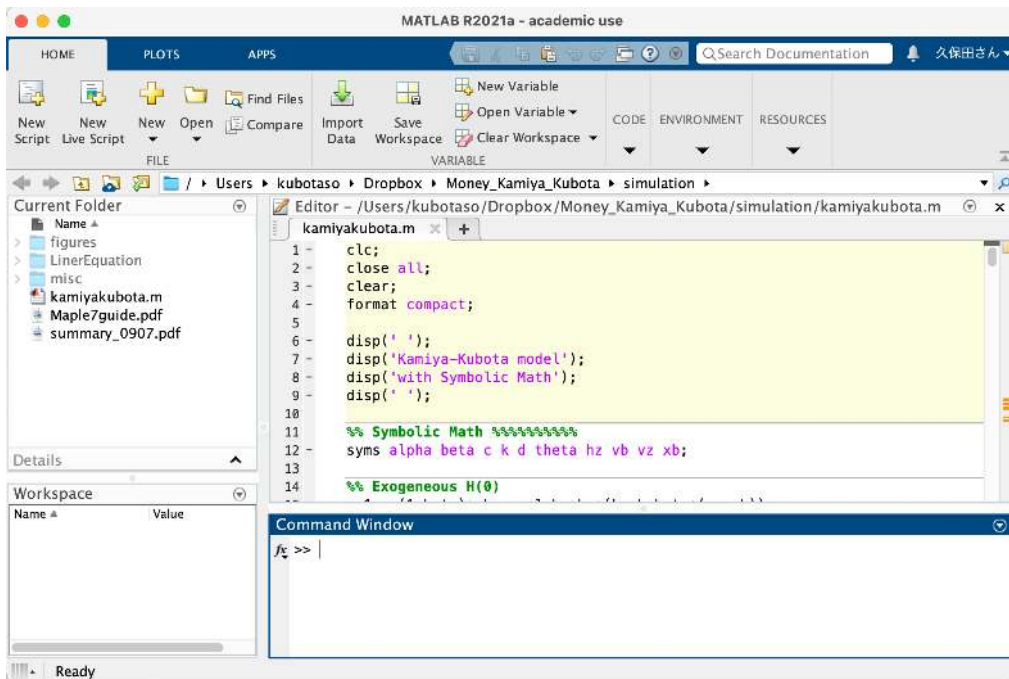 MATLAB R2021a - academic use
HOME PLOTS APPS Search Documentation 久保田さん
New Script New Live Script New Open Find Files Compare Import Data Save Workspace New Variable Open Variable Clear Workspace CODE ENVIRONMENT RESOURCES
FILE VARIABLE
/ Users kubotaso Dropbox Money_Kamiya_Kubota simulation
Current Folder
Name
figures
LinerEquation
misc
kamiyakubota.m
Maple7guide.pdf
summary_0907.pdf
Details
Workspace
Name Value
Editor - /Users/kubotaso/Dropbox/Money_Kamiya_Kubota/simulation/kamiyakubota.m
kamiyakubota.m +
1 - clc;
2 - close all;
3 - clear;
4 - format compact;
5
6 - disp(' ');
7 - disp('Kamiya-Kubota model');
8 - disp('with Symbolic Math');
9 - disp(' ');
10
11 %% Symbolic Math %%%%%%%%%%
12 - syms alpha beta c k d theta hz vb vz xb;
13
14 %% Exogeneous H(0)
Command Window
fx >>
Ready